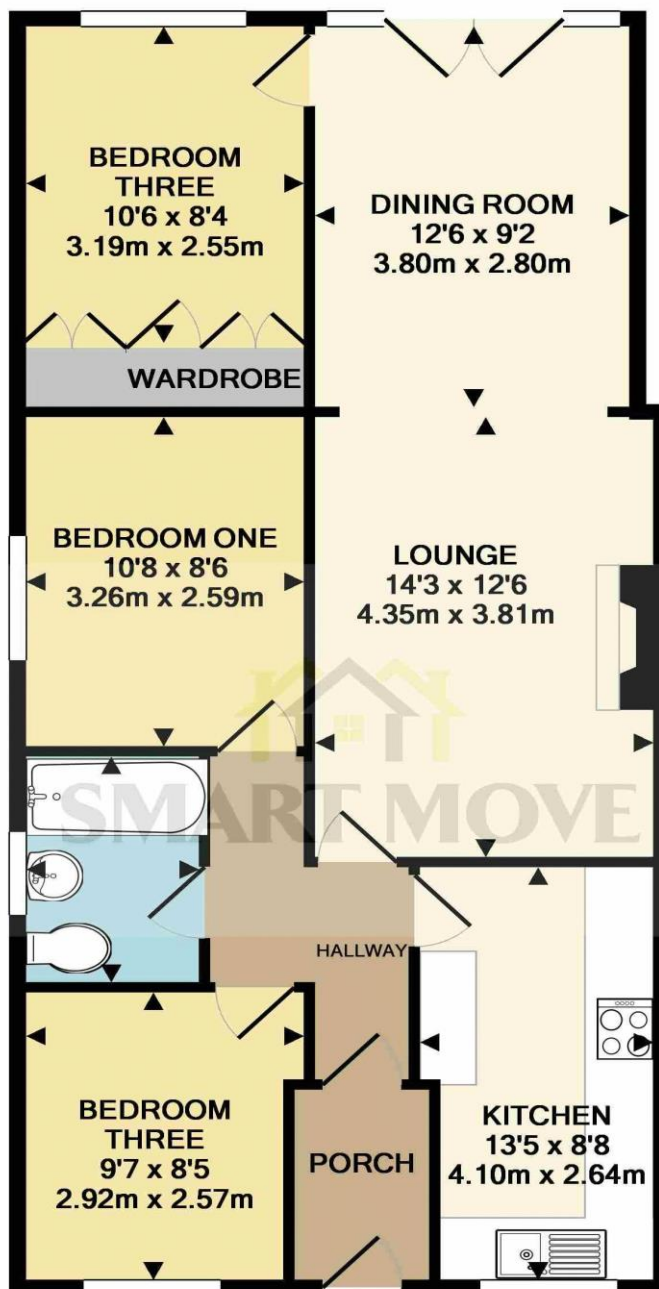 BEDROOM
THREE
10'6 x 8'4
3.19m x 2.55m
DINING ROOM
12'6 x 9'2
3.80m x 2.80m
WARDROBE
BEDROOM ONE
10'8 x 8'6
3.26m x 2.59m
LOUNGE
14'3 x 12'6
4.35m x 3.81m
SMART MOVE
HALLWAY
BEDROOM
THREE
9'7 x 8'5
2.92m x 2.57m
PORCH
KITCHEN
13'5 x 8'8
4.10m x 2.64m